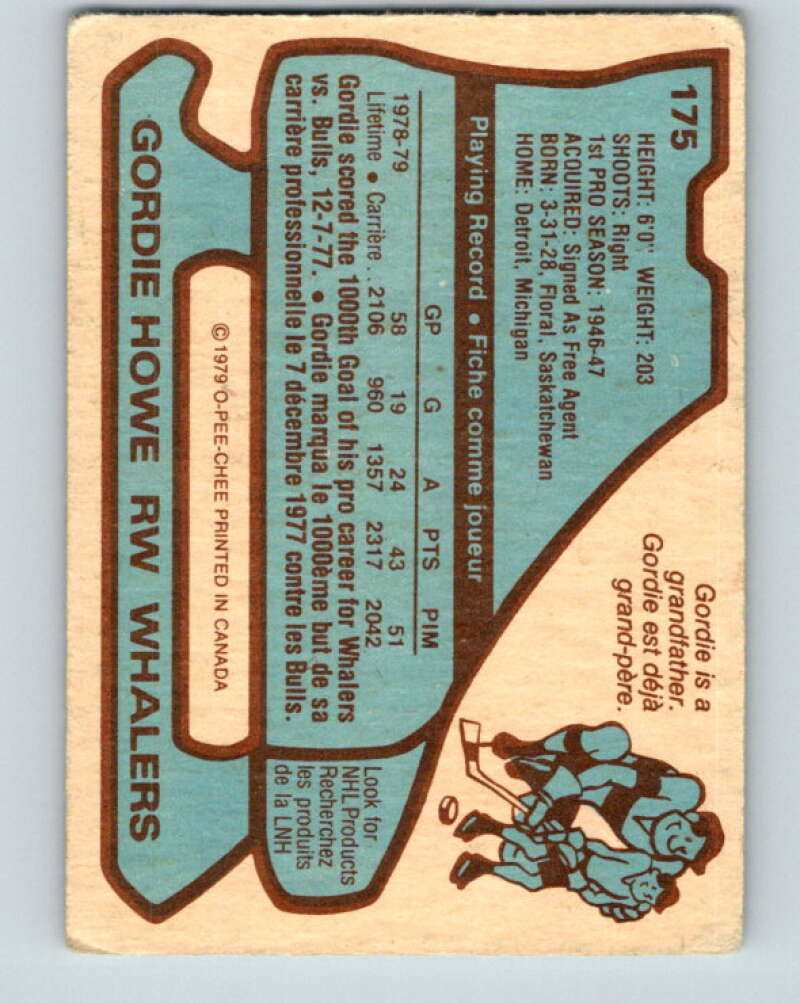 175
HEIGHT: 6'0" WEIGHT: 203
SHOOTS: Right
1st PRO SEASON: 1946-47
ACQUIRED: Signed As Free Agent
BORN: 3-31-28, Floral, Saskatchewan
HOME: Detroit, Michigan
Gordie is a
grandfather.
Gordie est déjà
grand-père.
Playing Record • Fiche comme joueur
GP G A PTS PIM
1978-79 58 19 24 43 51
Lifetime • Carrière . . 2106 960 1357 2317 2042
Gordie scored the 1000th Goal of his pro career for Whalers
vs. Bulls, 12-7-77. • Gordie marqua le 1000ème but de sa
carrière professionnelle le 7 décembre 1977 contre les Bulls.
Look for
NHL Products
Recherchez
les produits
de la LNH
©1979 O-PEE-CHEE PRINTED IN CANADA
GORDIE HOWE RW WHALERS